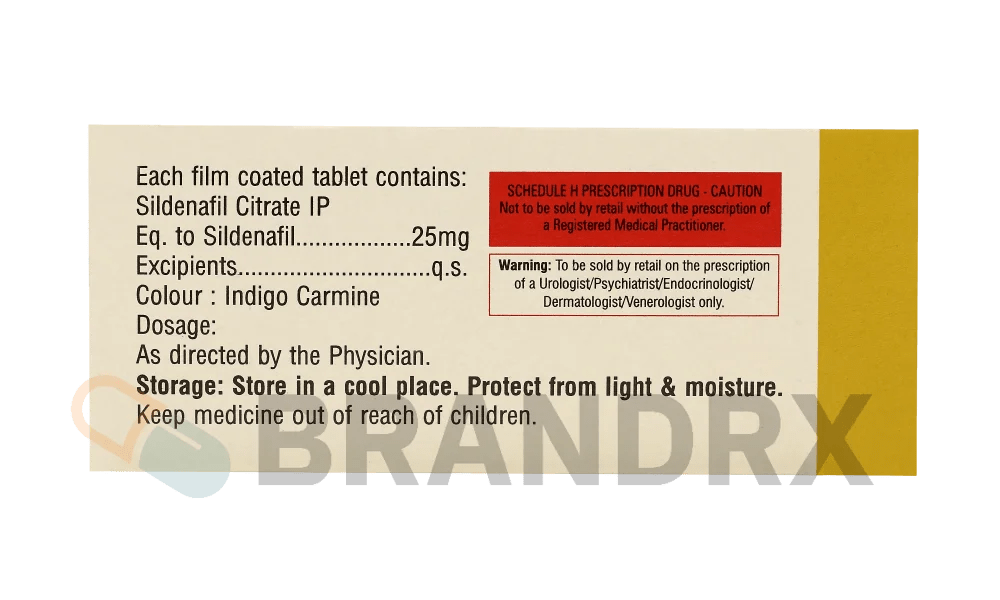 Each film coated tablet contains:
Sildenafil Citrate IP
Eq. to Sildenafil..................25mg
Excipients.............................q.s.
Colour : Indigo Carmine
Dosage:
As directed by the Physician.
Storage: Store in a cool place. Protect from light & moisture.
Keep medicine out of reach of children.
SCHEDULE H PRESCRIPTION DRUG - CAUTION
Not to be sold by retail without the prescription of
a Registered Medical Practitioner.
Warning: To be sold by retail on the prescription
of a Urologist/Psychiatrist/Endocrinologist/
Dermatologist/Venerologist only.
BRANDRX